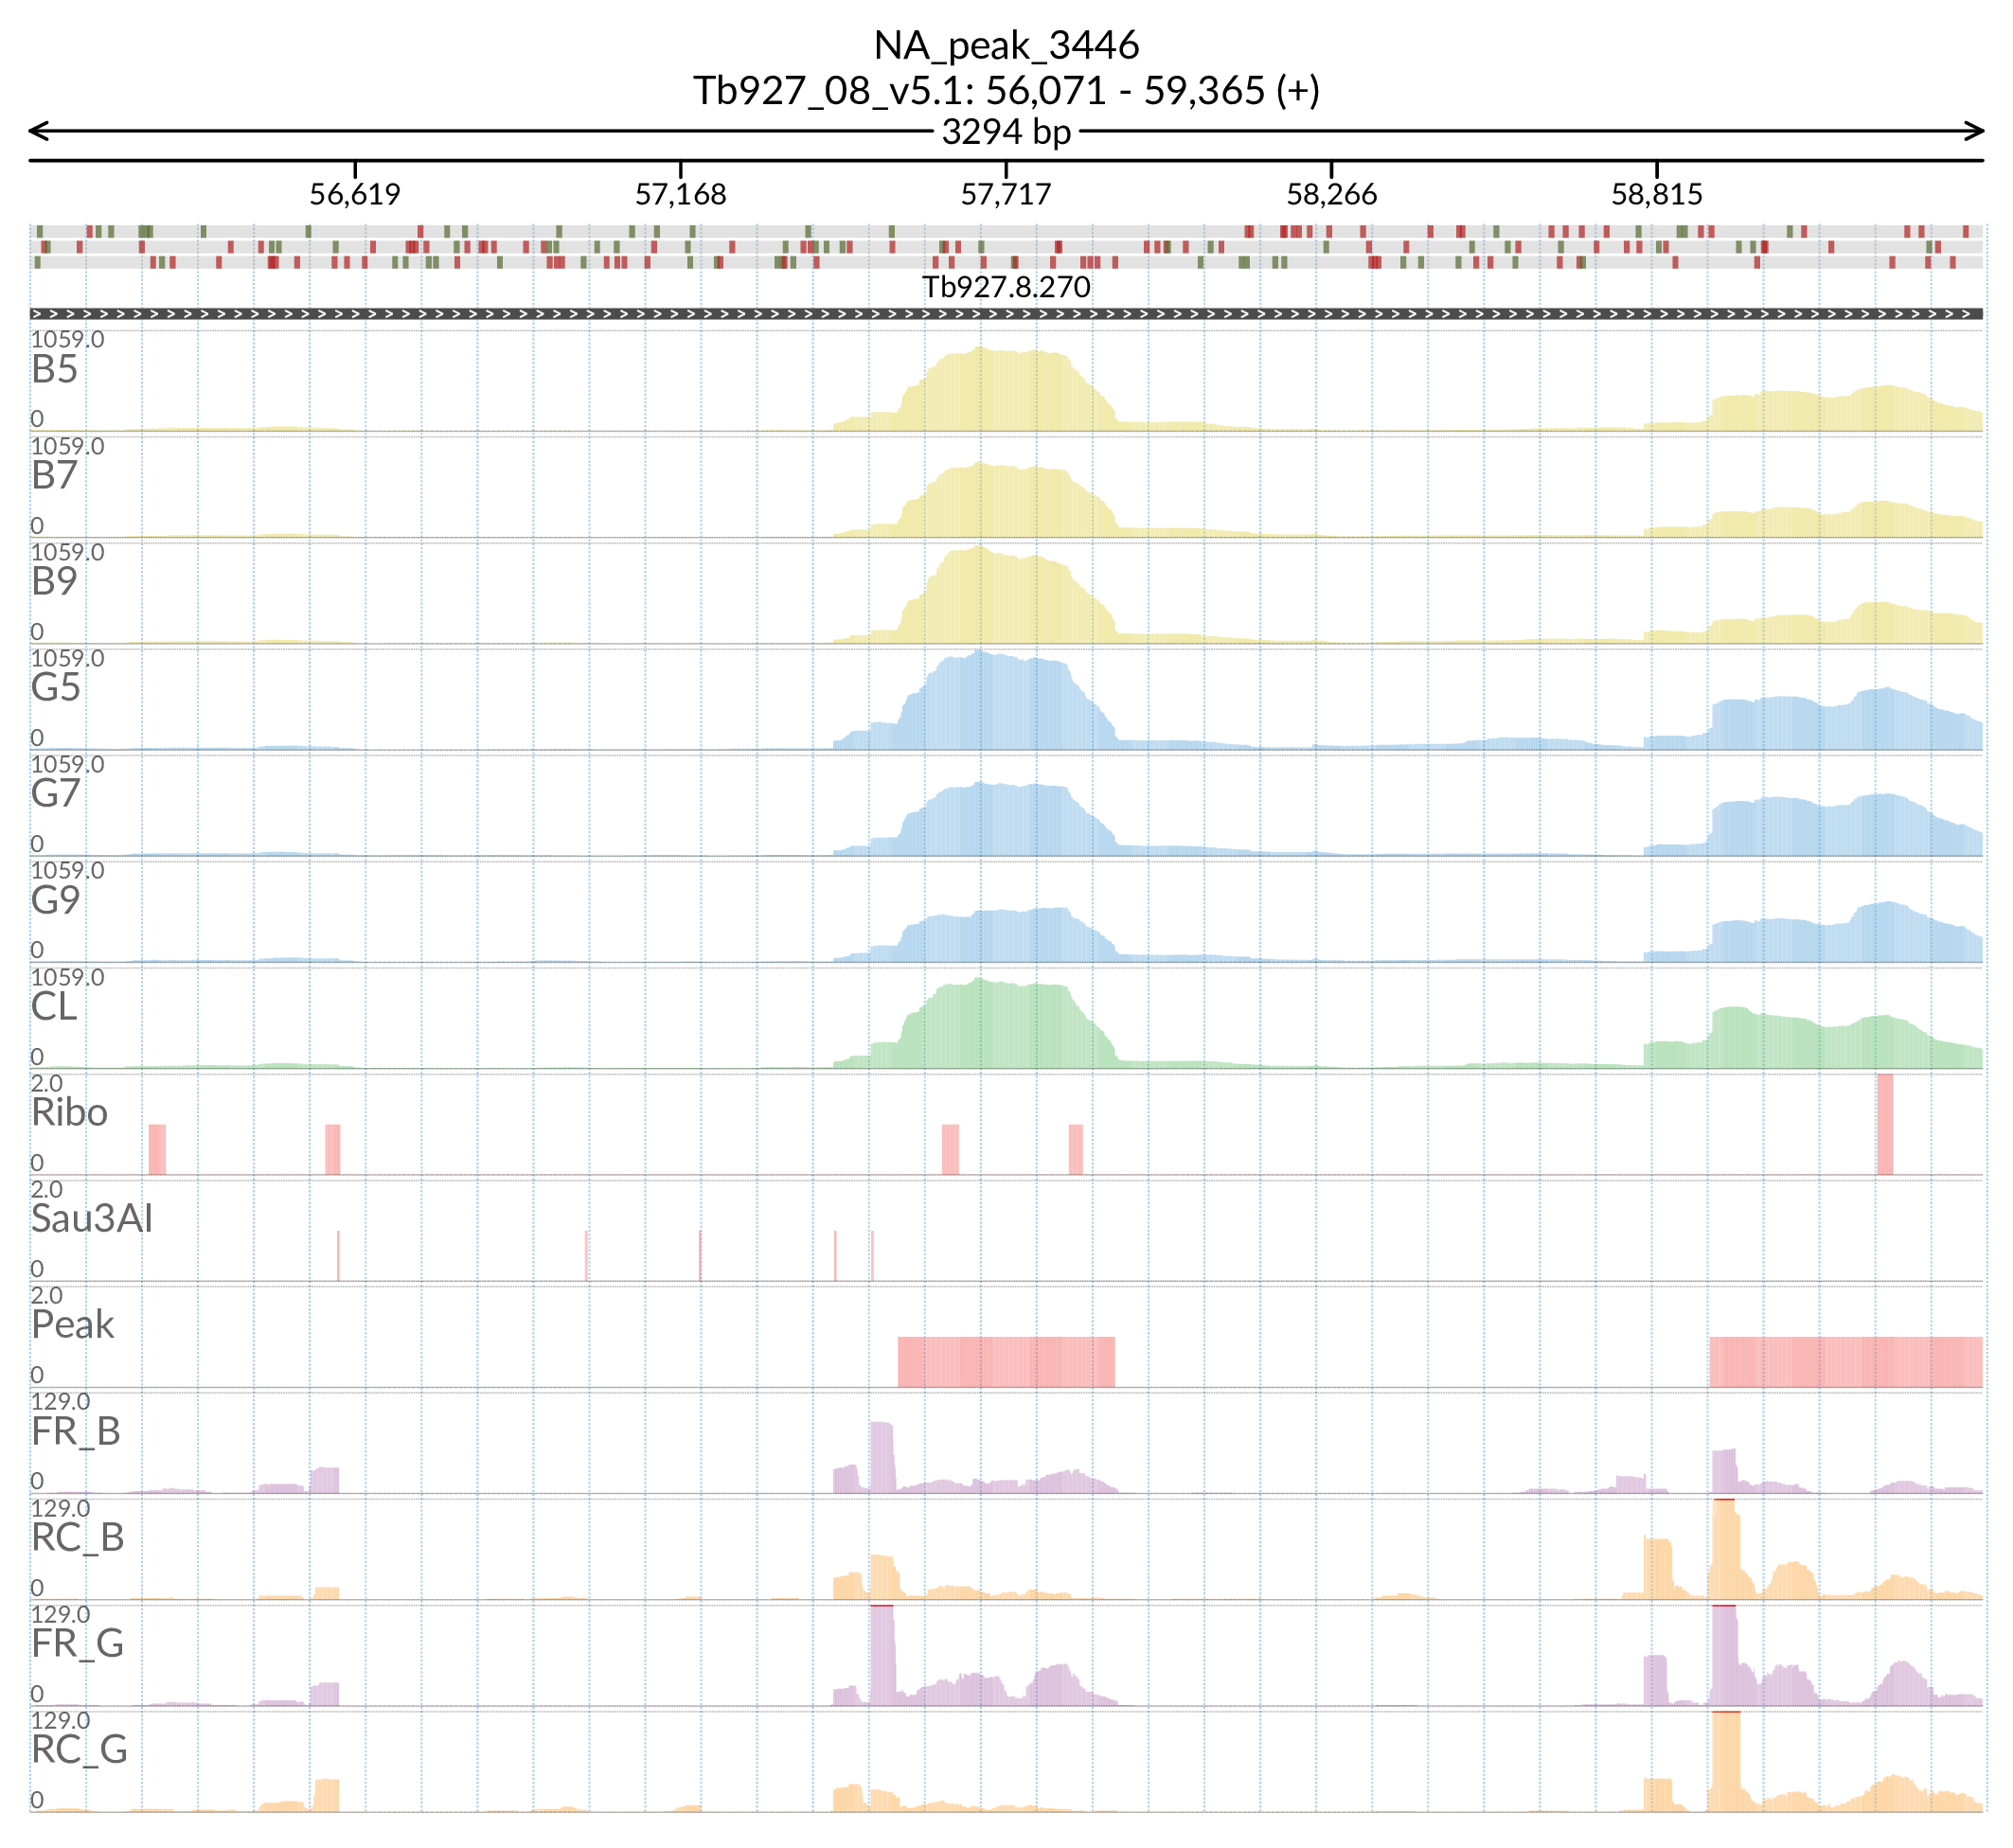 NA_peak_3446
Tb927_08_v5.1: 56,071 - 59,365 (+)
3294 bp
56,619 57,168 57,717 58,266 58,815
Tb927.8.270
1059.0
B5
0
1059.0
B7
0
1059.0
B9
0
1059.0
G5
0
1059.0
G7
0
1059.0
G9
0
1059.0
CL
0
2.0
Ribo
0
2.0
Sau3AI
0
2.0
Peak
0
129.0
FR_B
0
129.0
RC_B
0
129.0
FR_G
0
129.0
RC_G
0